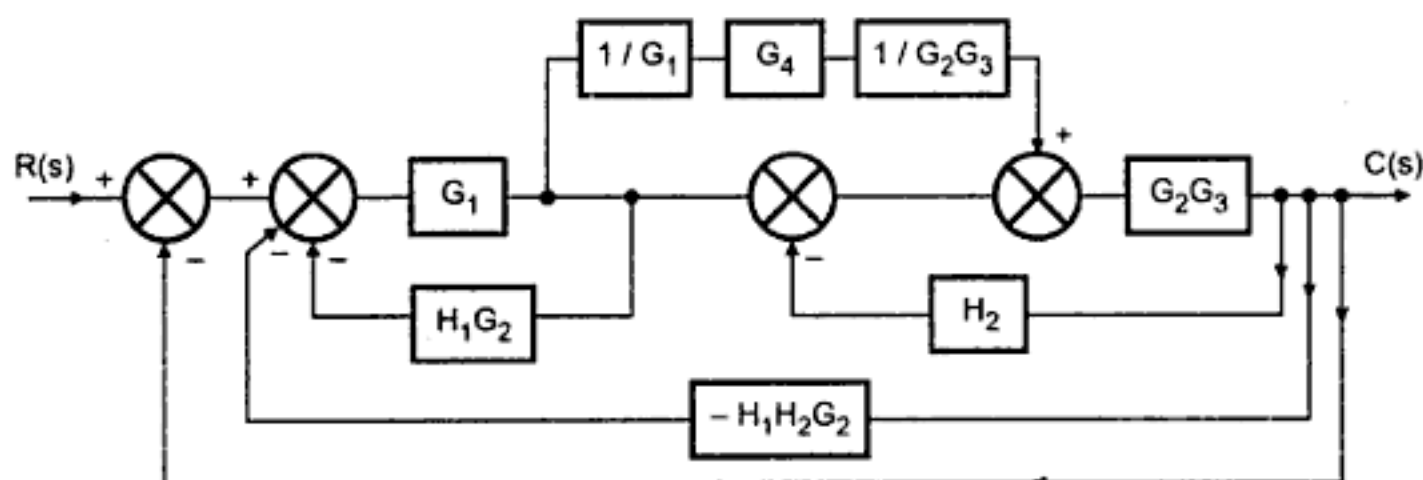 1 / G₁ G₄ 1 / G₂G₃
+
R(s) + + G₁ G₂G₃ C(s)
− − −
H₁G₂ H₂
− H₁H₂G₂
−